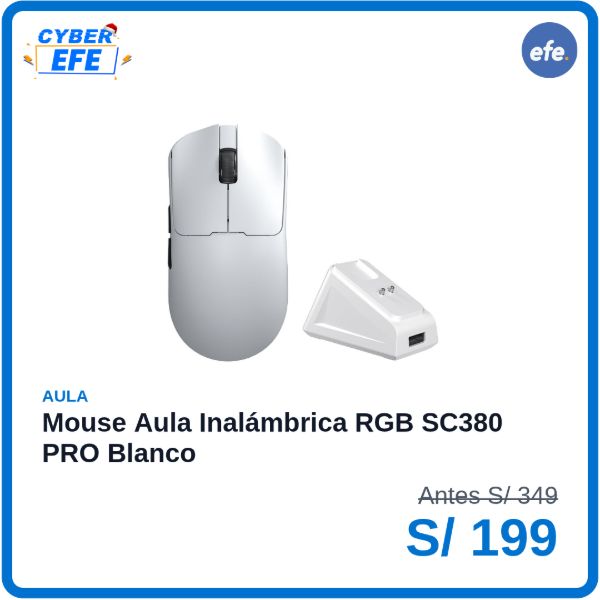 CYBER
EFE
efe.
AULA
Mouse Aula Inalámbrica RGB SC380
PRO Blanco
Antes S/ 349
S/ 199